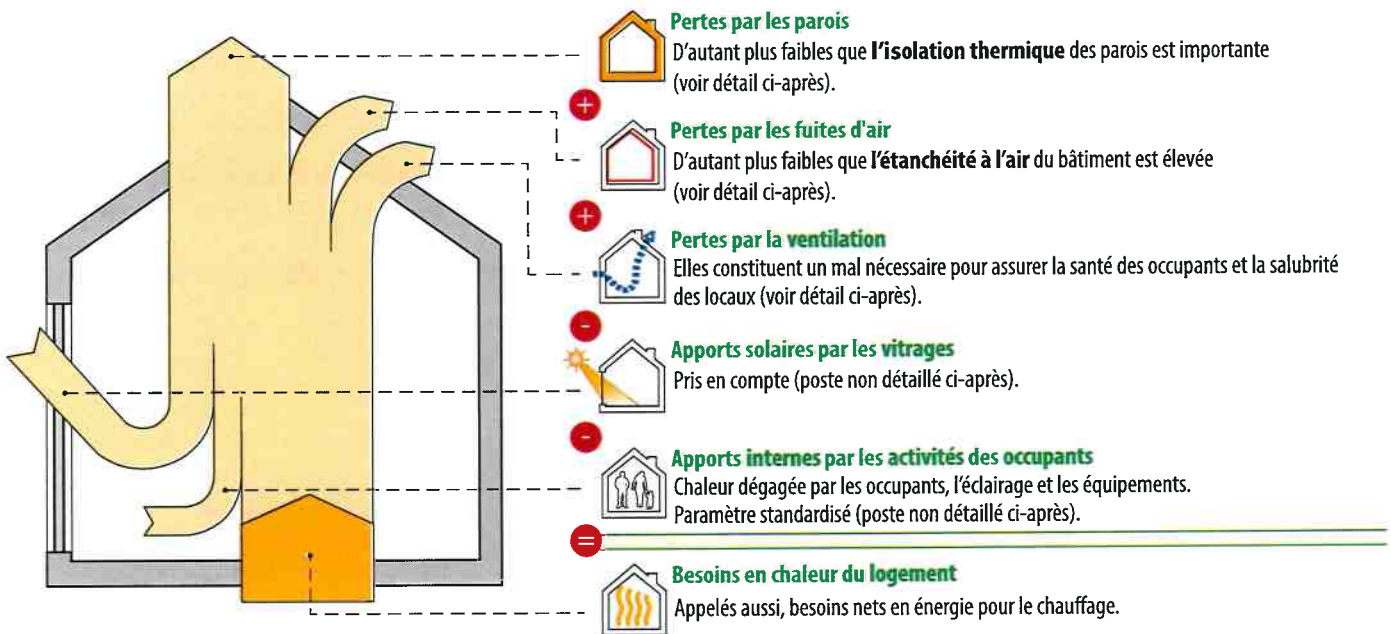 Pertes par les parois
D'autant plus faibles que l'isolation thermique des parois est importante
(voir détail ci-après).
+
Pertes par les fuites d'air
D'autant plus faibles que l'étanchéité à l'air du bâtiment est élevée
(voir détail ci-après).
+
Pertes par la ventilation
Elles constituent un mal nécessaire pour assurer la santé des occupants et la salubrité
des locaux (voir détail ci-après).
-
Apports solaires par les vitrages
Pris en compte (poste non détaillé ci-après).
-
Apports internes par les activités des occupants
Chaleur dégagée par les occupants, l'éclairage et les équipements.
Paramètre standardisé (poste non détaillé ci-après).
=
Besoins en chaleur du logement
Appelés aussi, besoins nets en énergie pour le chauffage.